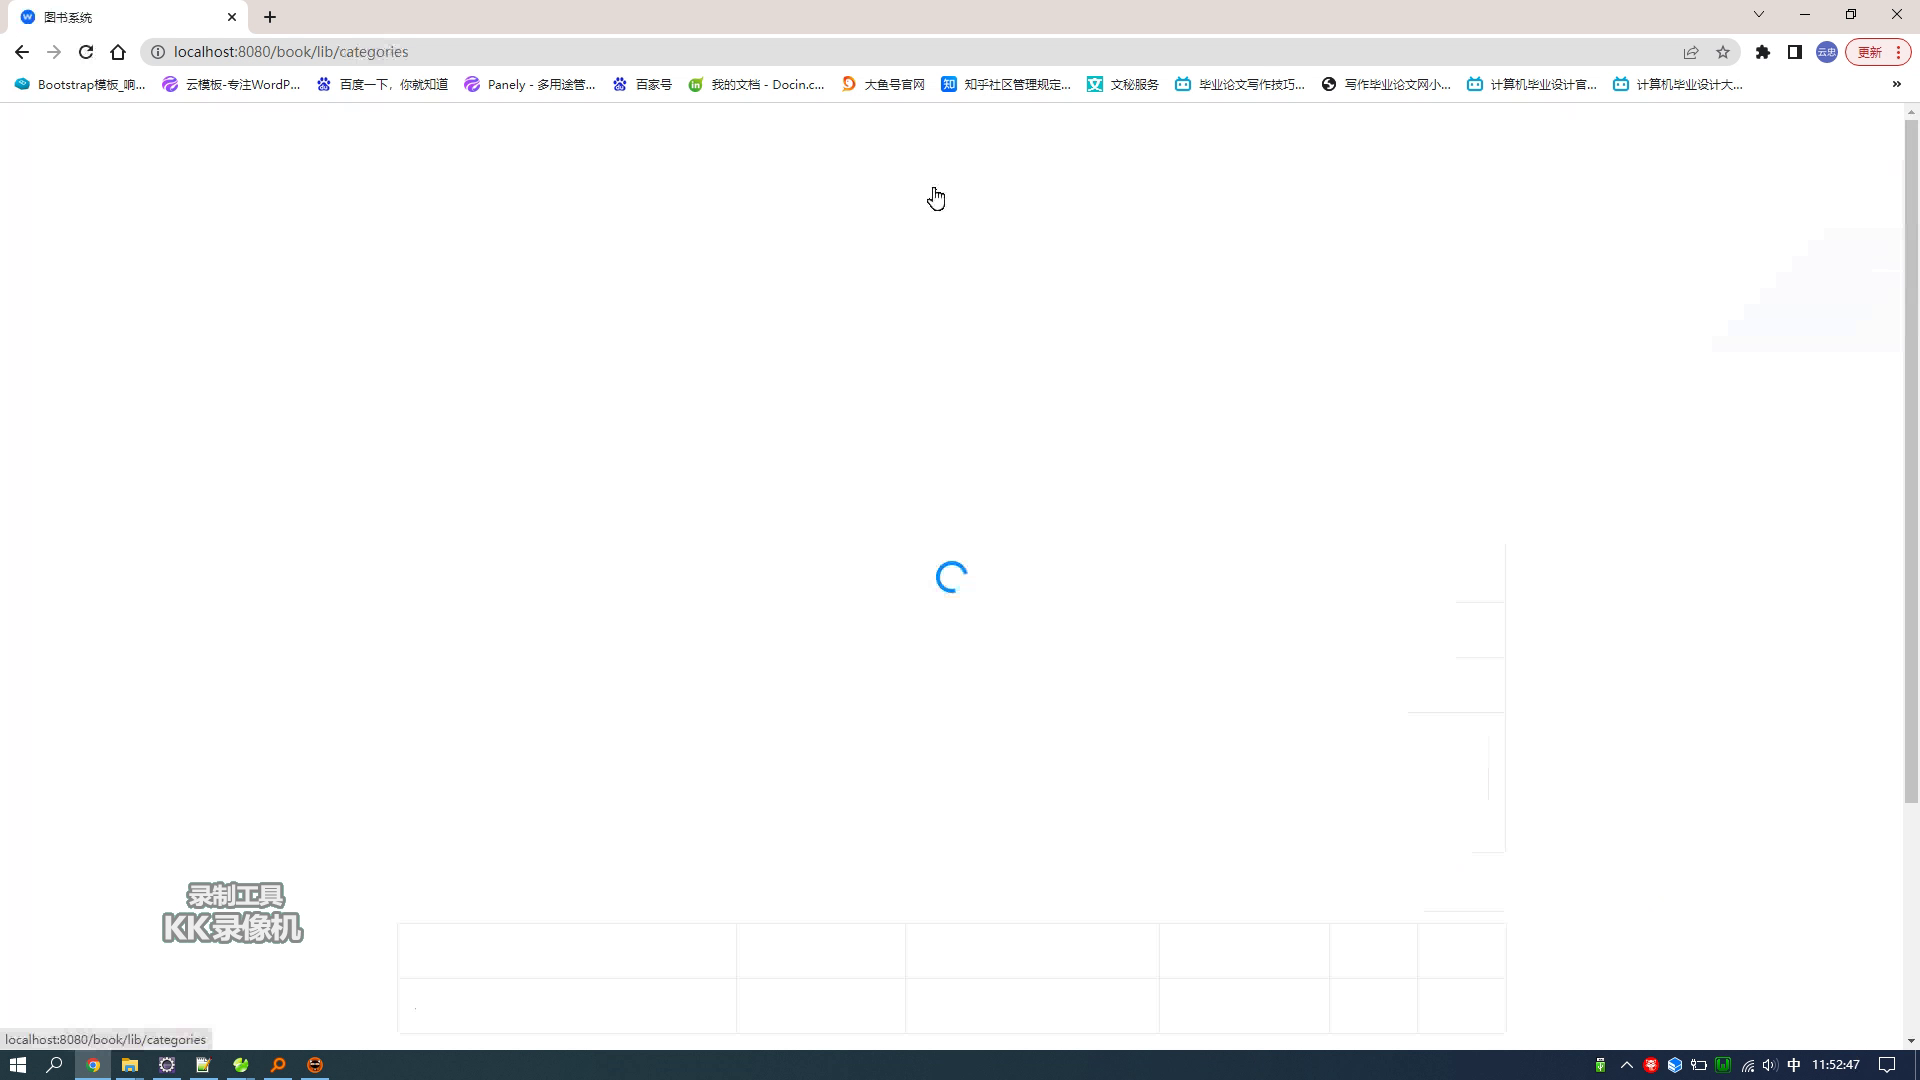 图书系统
localhost:8080/book/lib/categories
云忠
更新
Bootstrap模板_响...
云模板-专注WordP...
百度一下，你就知道
Panely - 多用途管...
百家号
我的文档 - Docin.c...
大鱼号官网
知乎社区管理规定...
文秘服务
毕业论文写作技巧...
写作毕业论文网小...
计算机毕业设计官...
计算机毕业设计大...
录制工具
KK录像机
localhost:8080/book/lib/categories
中
11:52:47